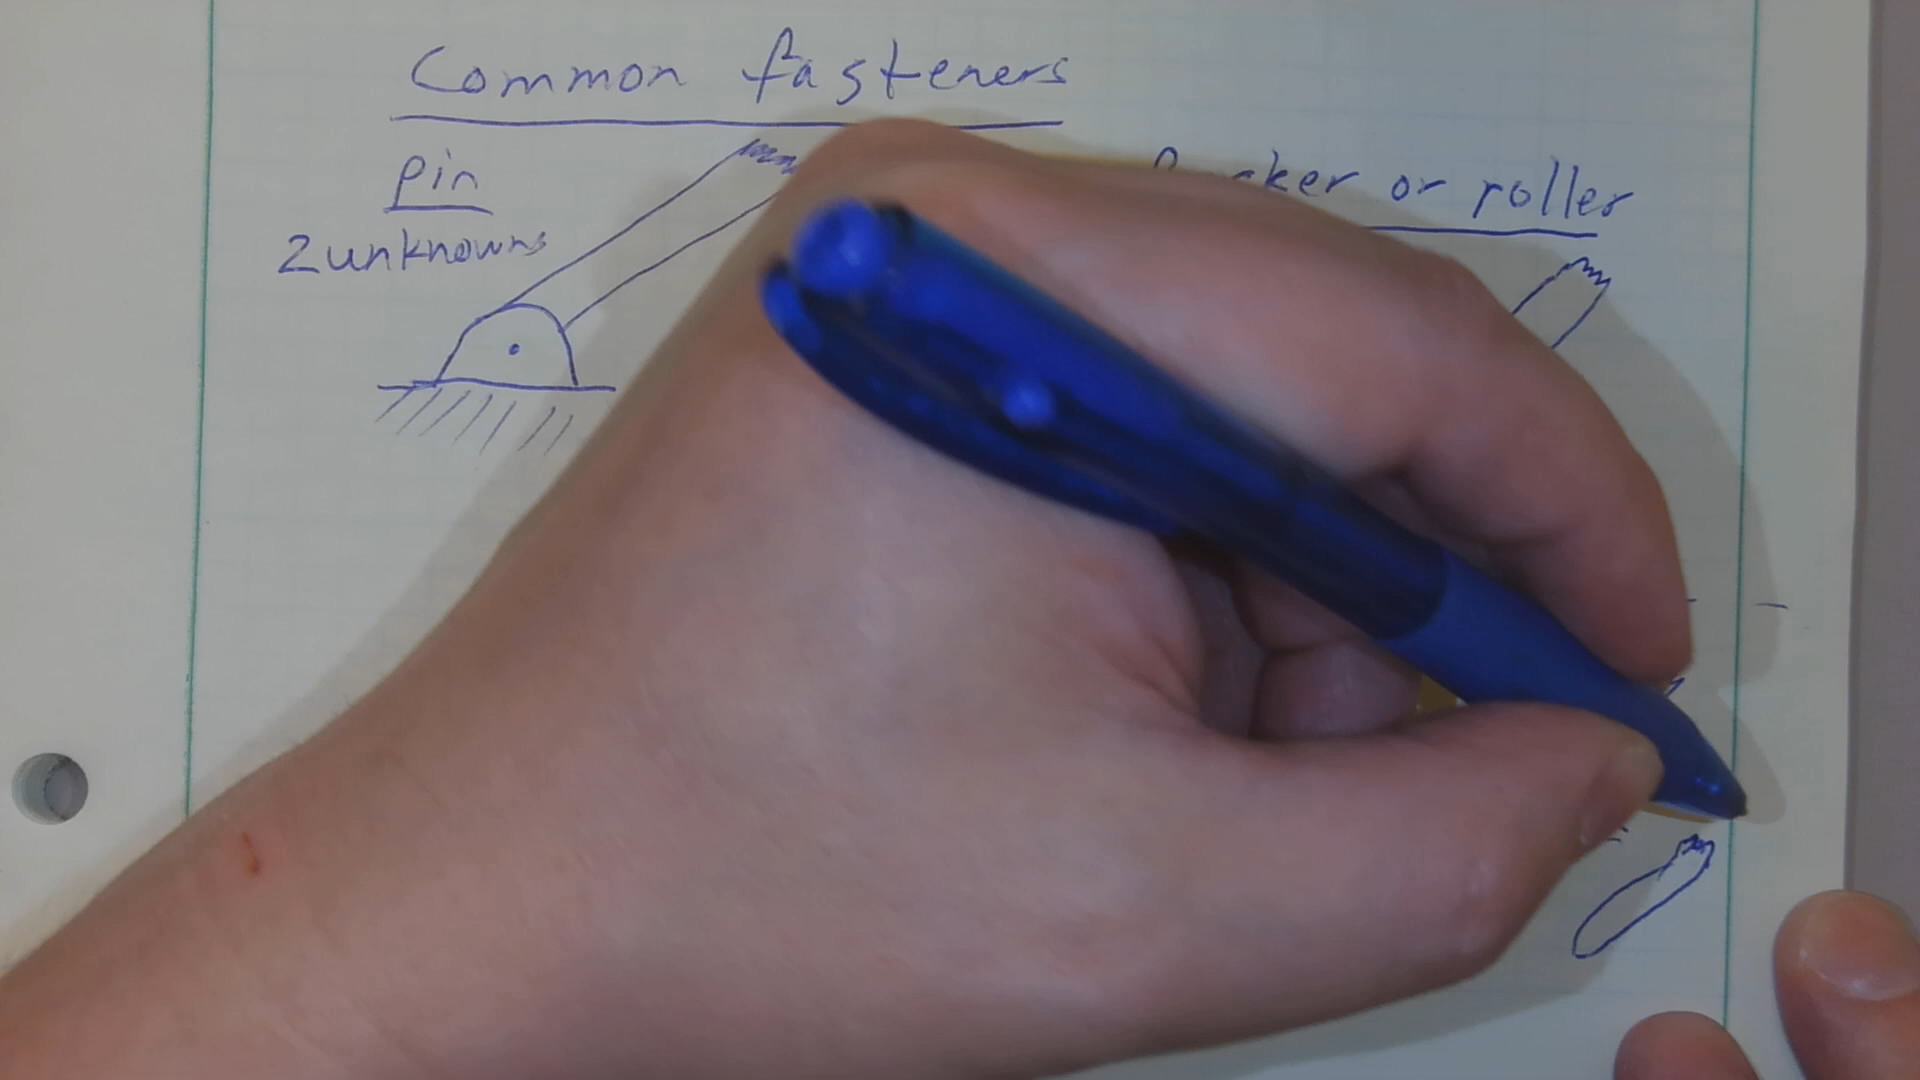 Common fasteners
pin
2 unknowns
or roller